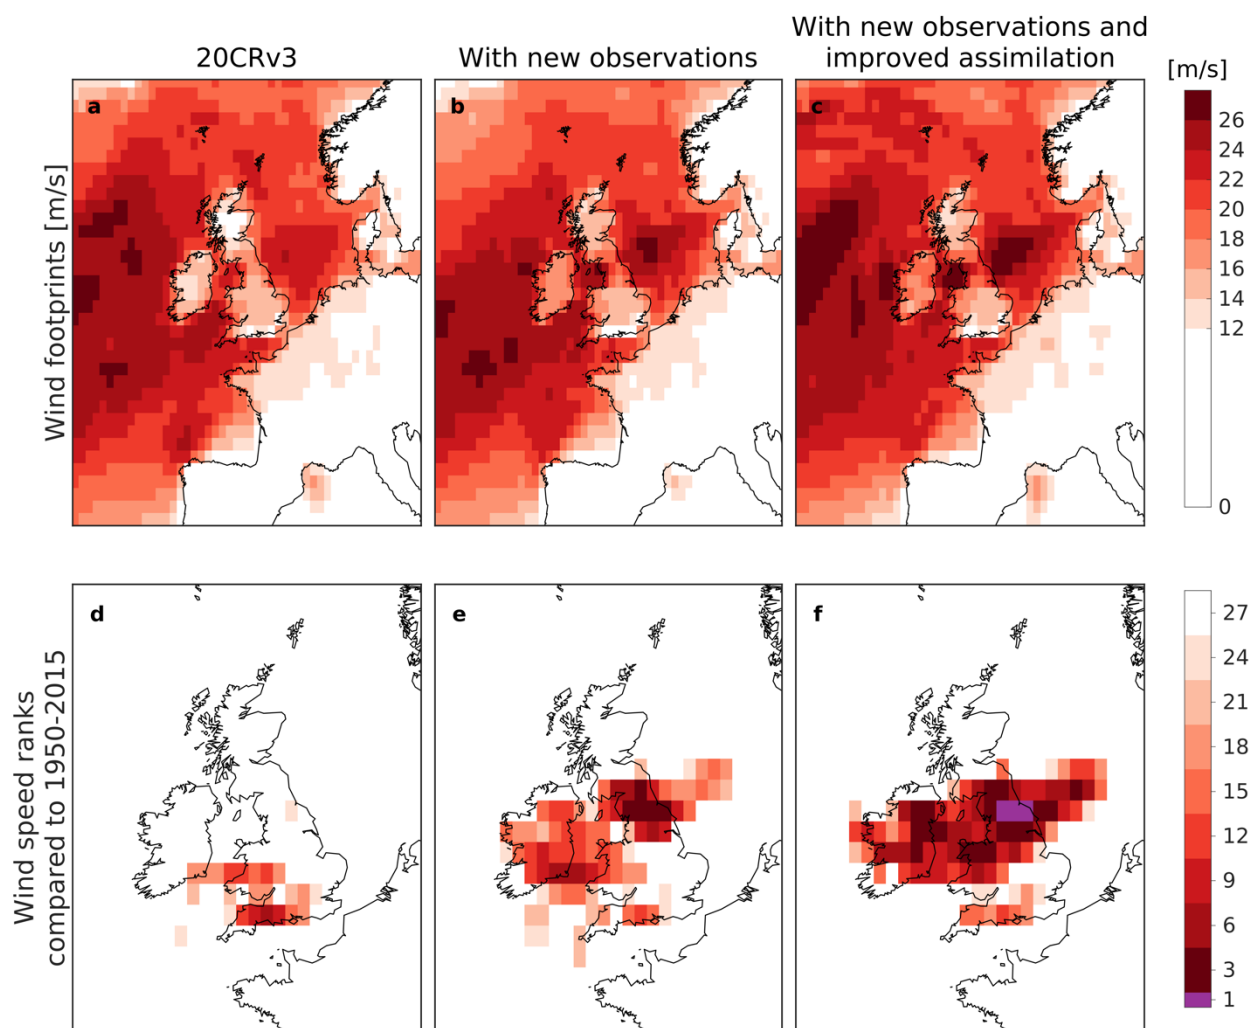 20CRv3
With new observations
With new observations and
improved assimilation
[m/s]
Wind footprints [m/s]
a
b
c
26
24
22
20
18
16
14
12
0
Wind speed ranks
compared to 1950-2015
d
e
f
27
24
21
18
15
12
9
6
3
1